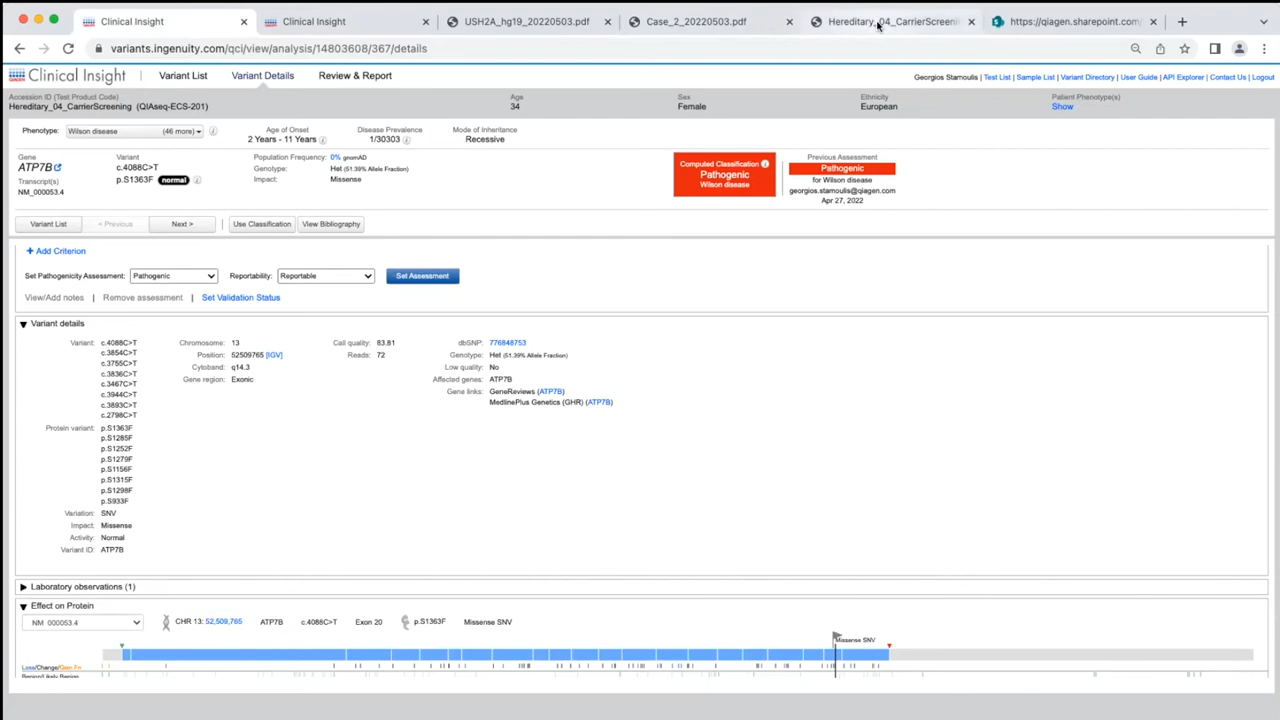 Clinical Insight
Clinical Insight
USH2A_hg19_20220503.pdf
Case_2_20220503.pdf
Hereditary_04_CarrierScreeni
https://qiagen.sharepoint.com/
variants.ingenuity.com/qci/view/analysis/14803608/367/details
Clinical Insight
Variant List
Variant Details
Review & Report
Georgios Stamoulis | Test List | Sample List | Variant Directory | User Guide | API Explorer | Contact Us | Logout
Accession ID (Test Product Code)
Hereditary_04_CarrierScreening (QIAseq-ECS-201)
Age
34
Sex
Female
Ethnicity
European
Patient Phenotype(s)
Show
Phenotype: Wilson disease (46 more)
Age of Onset
2 Years - 11 Years
Disease Prevalence
1/30303
Mode of Inheritance
Recessive
Gene
ATP7B
Transcript(s)
NM_000053.4
Variant
c.4088C>T
p.S1363F normal
Population Frequency: 0% gnomAD
Genotype: Het (51.39% Allele Fraction)
Impact: Missense
Computed Classification
Pathogenic
Wilson disease
Previous Assessment
Pathogenic
for Wilson disease
georgios.stamoulis@qiagen.com
Apr 27, 2022
Variant List
< Previous
Next >
Use Classification
View Bibliography
+ Add Criterion
Set Pathogenicity Assessment: Pathogenic
Reportability: Reportable
Set Assessment
View/Add notes | Remove assessment | Set Validation Status
Variant details
Variant: c.4088C>T
c.3854C>T
c.3755C>T
c.3836C>T
c.3467C>T
c.3944C>T
c.3893C>T
c.2798C>T
Protein variant: p.S1363F
p.S1285F
p.S1252F
p.S1279F
p.S1156F
p.S1315F
p.S1298F
p.S933F
Variation: SNV
Impact: Missense
Activity: Normal
Variant ID: ATP7B
Chromosome: 13
Position: 52509765 [IGV]
Cytoband: q14.3
Gene region: Exonic
Call quality: 83.81
Reads: 72
dbSNP: 776848753
Genotype: Het (51.39% Allele Fraction)
Low quality: No
Affected genes: ATP7B
Gene links: GeneReviews (ATP7B)
MedlinePlus Genetics (GHR) (ATP7B)
Laboratory observations (1)
Effect on Protein
NM_000053.4
CHR 13: 52,509,765 ATP7B c.4088C>T Exon 20 p.S1363F Missense SNV
Missense SNV
Loss/Change/Gain Fn
Benign/Likely Benign